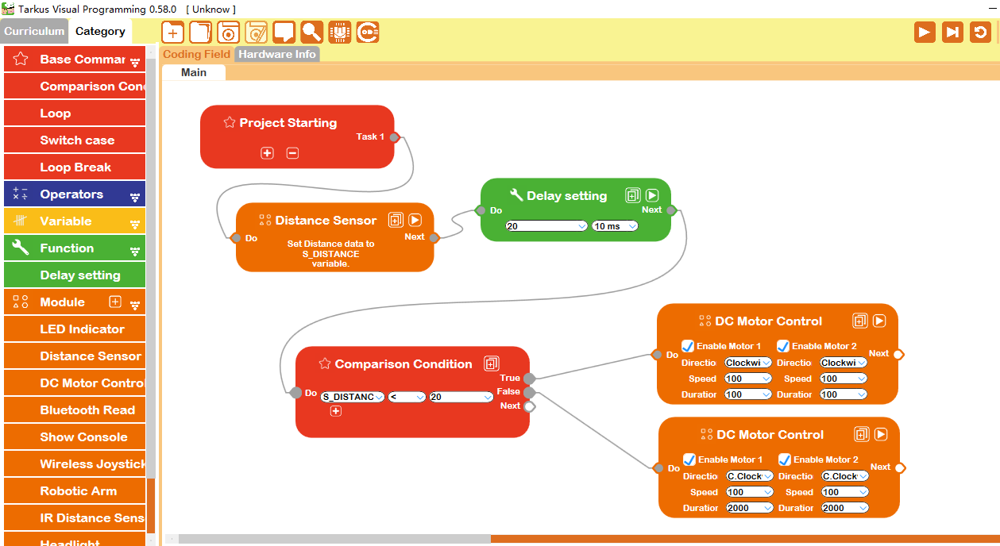 Tarkus Visual Programming 0.58.0 [ Unknow ]
Curriculum Category
Coding Field Hardware Info
Main
Base Commar
Comparison Con
Loop
Switch case
Loop Break
Operators
Variable
Function
Delay setting
Module
LED Indicator
Distance Sensor
DC Motor Control
Bluetooth Read
Show Console
Wireless Joystick
Robotic Arm
IR Distance Sens
Headlight
Project Starting
Task 1
Distance Sensor
Do
Next
Set Distance data to
S_DISTANCE
variable.
Delay setting
Do
Next
20 10 ms
Comparison Condition
True
Do S_DISTANC < 20
False
Next
DC Motor Control
Do
Enable Motor 1 Enable Motor 2
Next
Directio Clockwi Directio Clockwi
Speed 100 Speed 100
Duration 100 Duration 100
DC Motor Control
Do
Enable Motor 1 Enable Motor 2
Next
Directio C.Clock Directio C.Clock
Speed 100 Speed 100
Duration 2000 Duration 2000